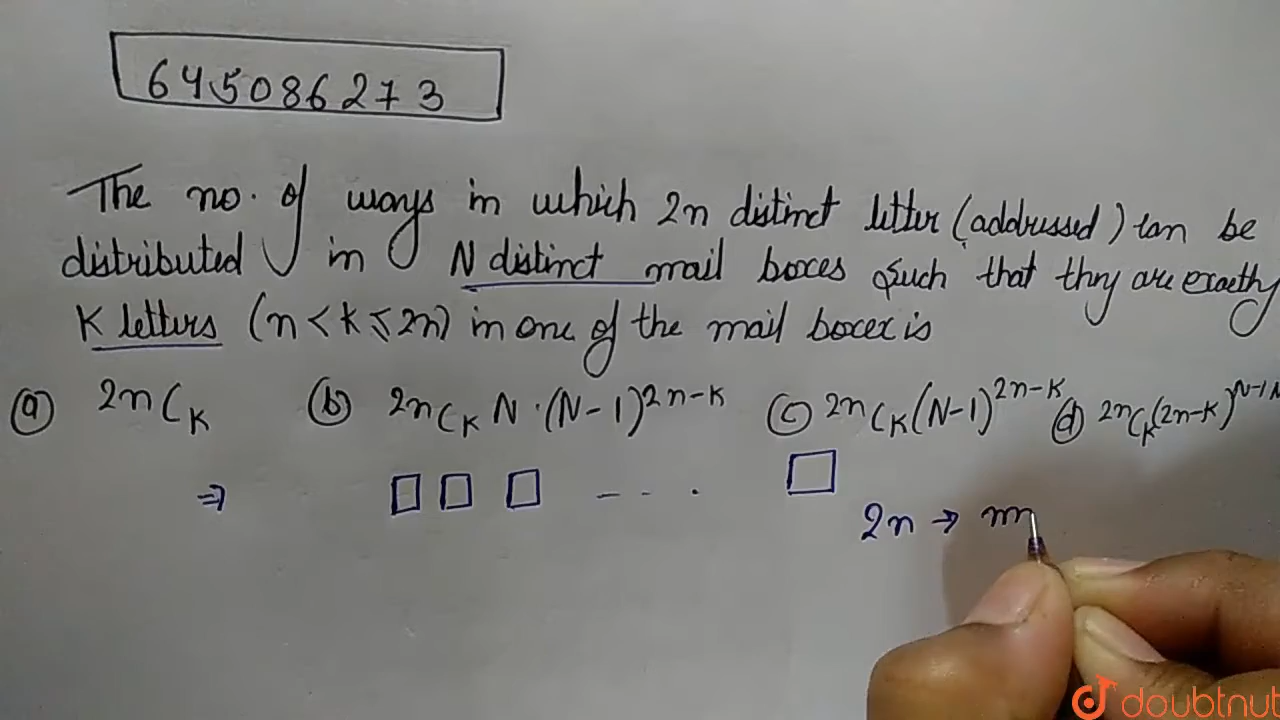 645086273
The no. of ways in which 2n distinct letter (addressed) can be
distributed in N distinct mail boxes such that they are exactly
K letters (n < k ≤ 2n) in one of the mail boxes is
(a) 2nCK (b) 2nCK N·(N-1)^2n-K (c) 2nCK (N-1)^2n-K (d) 2nCK (2n-K)^N-1
⇒ - - .
2n →
doubtnut